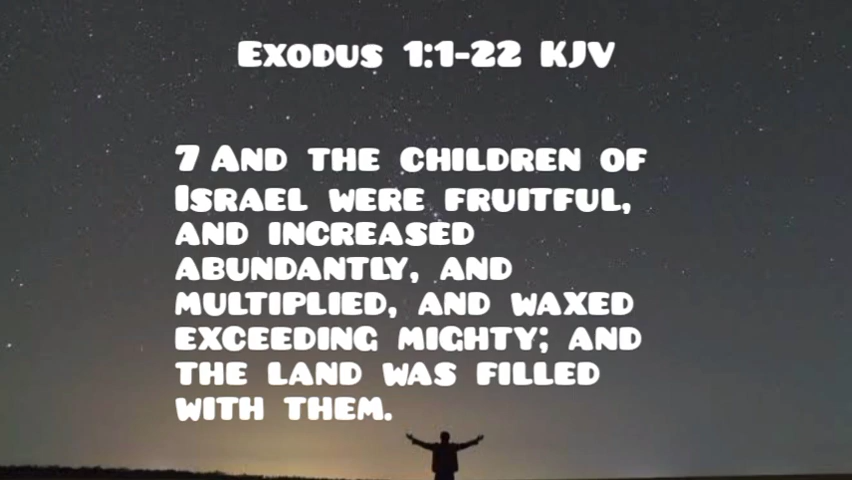 Exodus 1:1-22 KJV
7 And the children of
Israel were fruitful,
and increased
abundantly, and
multiplied, and waxed
exceeding mighty; and
the land was filled
with them.